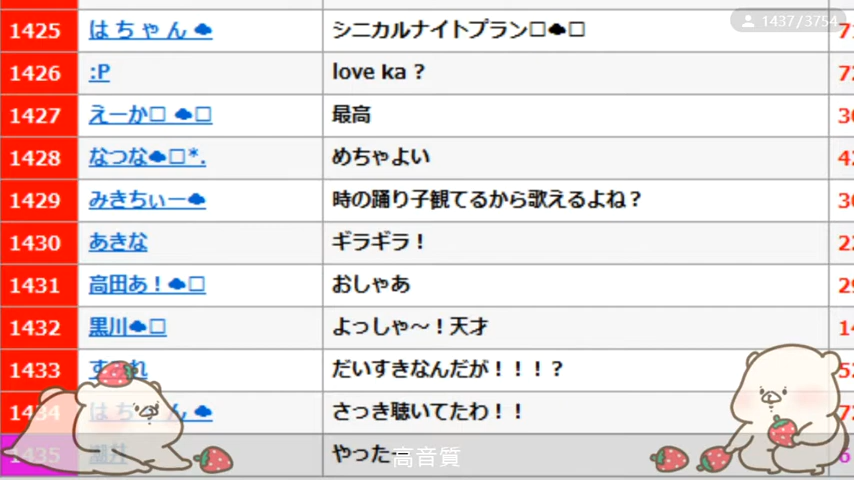 1437/3754
1425 はちゃん☁ シニカルナイトプラン□☁□
1426 :P love ka ?
1427 えーか□ ☁□ 最高
1428 なつな☁□*. めちゃよい
1429 みきちぃー☁ 時の踊り子観てるから歌えるよね？
1430 あきな ギラギラ！
1431 高田あ！☁□ おしゃあ
1432 黒川☁□ よっしゃ～！天才
1433 だいすきなんだが！！！？
1434 はちゃん☁ さっき聴いてたわ！！
1435 やったー
高音質